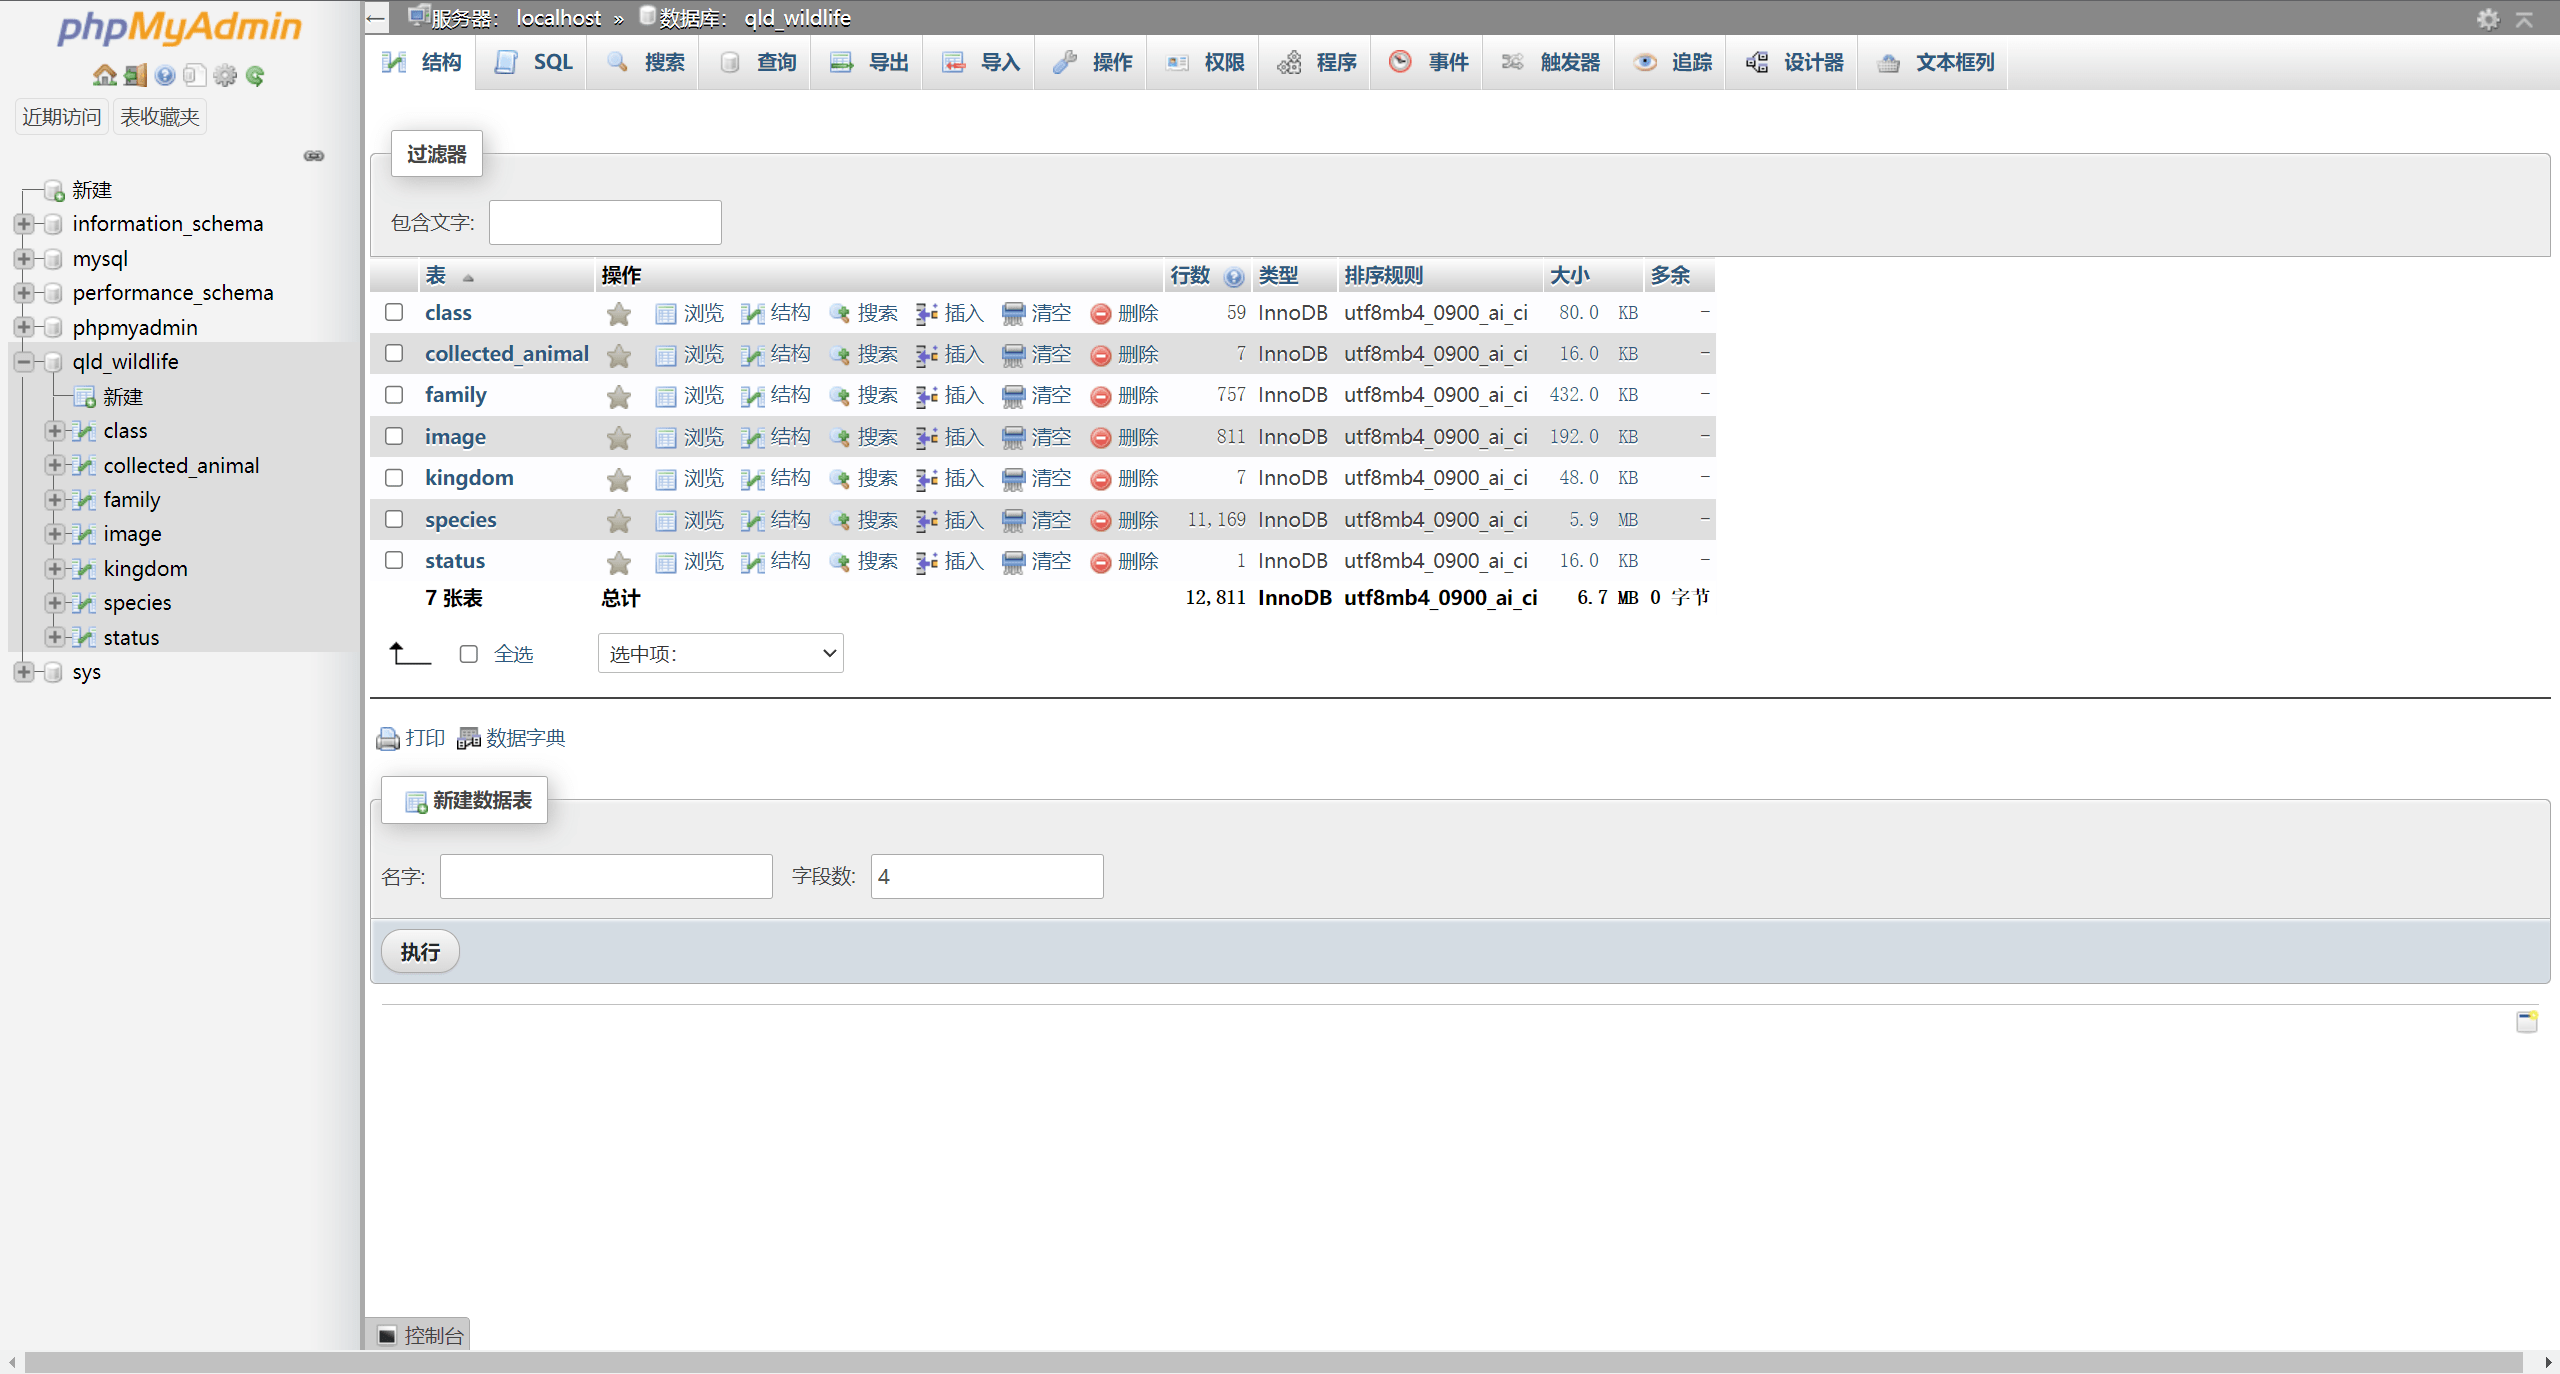 phpMyAdmin
近期访问 表收藏夹
新建
information_schema
mysql
performance_schema
phpmyadmin
qld_wildlife
新建
class
collected_animal
family
image
kingdom
species
status
sys
服务器： localhost » 数据库： qld_wildlife
结构 SQL 搜索 查询 导出 导入 操作 权限 程序 事件 触发器 追踪 设计器 文本框列
过滤器
包含文字:
表 操作 行数 类型 排序规则 大小 多余
class 浏览 结构 搜索 插入 清空 删除 59 InnoDB utf8mb4_0900_ai_ci 80.0 KB -
collected_animal 浏览 结构 搜索 插入 清空 删除 7 InnoDB utf8mb4_0900_ai_ci 16.0 KB -
family 浏览 结构 搜索 插入 清空 删除 757 InnoDB utf8mb4_0900_ai_ci 432.0 KB -
image 浏览 结构 搜索 插入 清空 删除 811 InnoDB utf8mb4_0900_ai_ci 192.0 KB -
kingdom 浏览 结构 搜索 插入 清空 删除 7 InnoDB utf8mb4_0900_ai_ci 48.0 KB -
species 浏览 结构 搜索 插入 清空 删除 11,169 InnoDB utf8mb4_0900_ai_ci 5.9 MB -
status 浏览 结构 搜索 插入 清空 删除 1 InnoDB utf8mb4_0900_ai_ci 16.0 KB -
7 张表 总计 12,811 InnoDB utf8mb4_0900_ai_ci 6.7 MB 0 字节
全选 选中项：
打印 数据字典
新建数据表
名字: 字段数: 4
执行
控制台